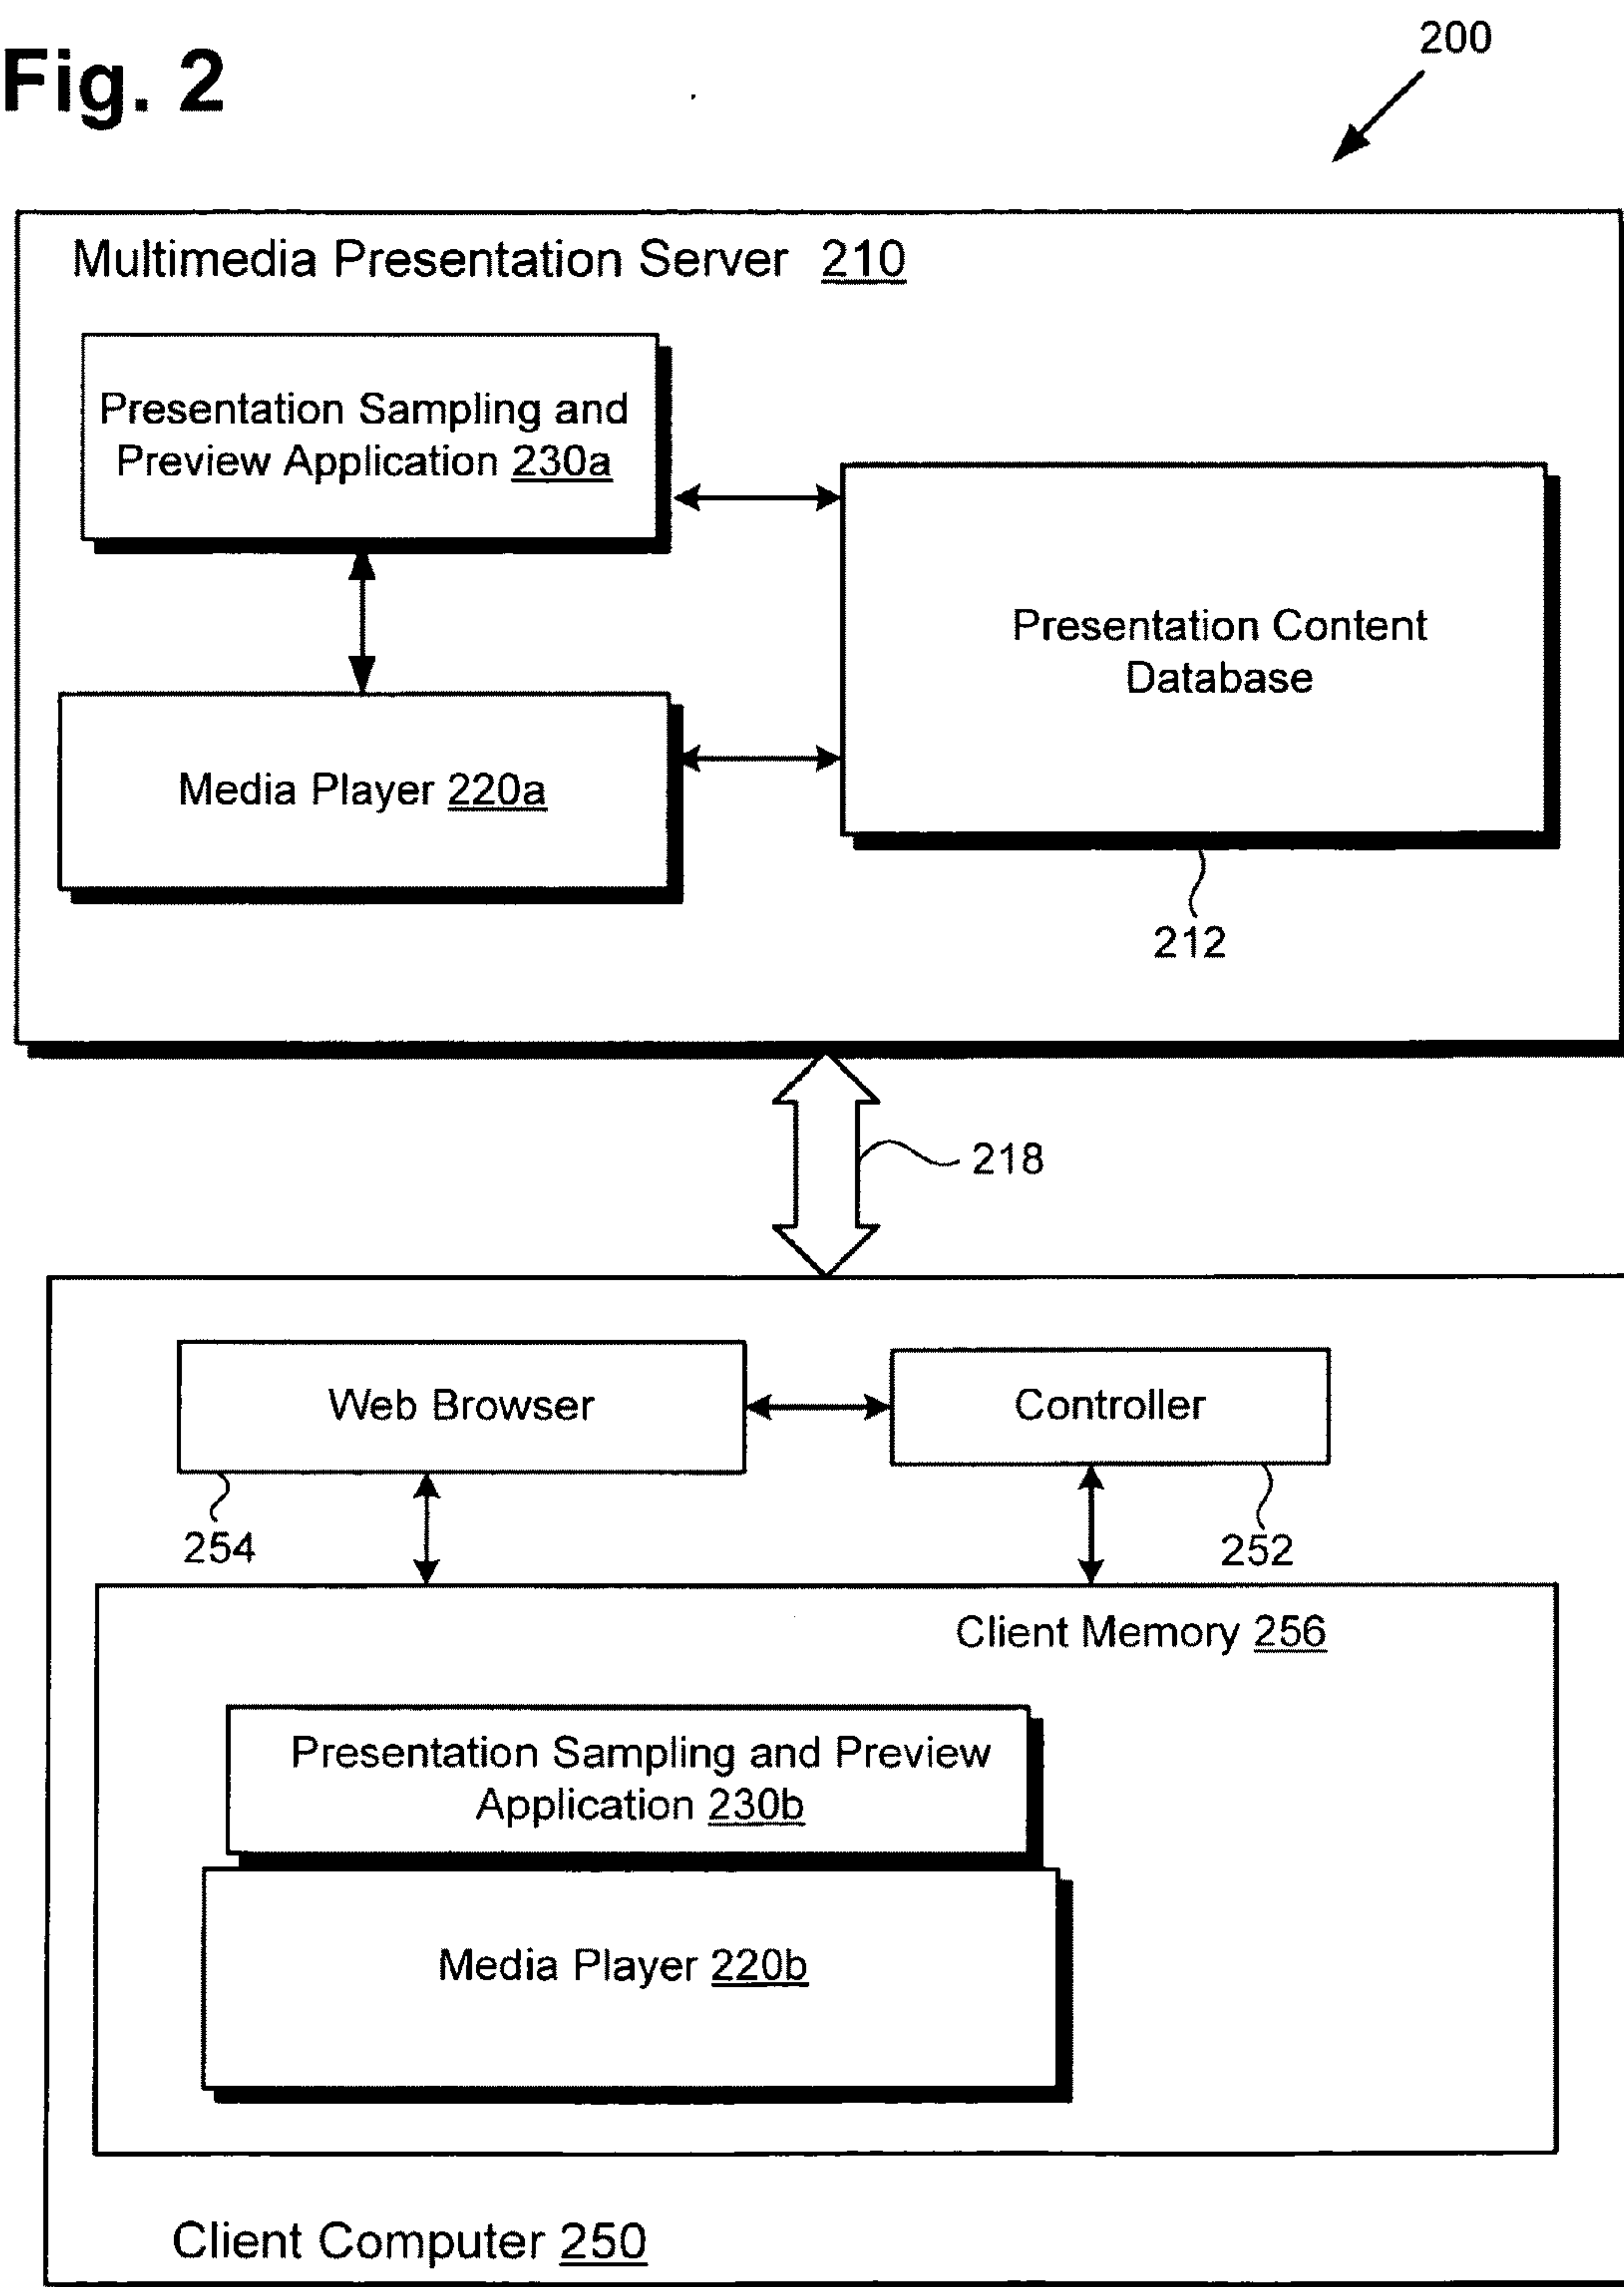 Fig. 2
200
Multimedia Presentation Server 210
Presentation Sampling and
Preview Application 230a
Presentation Content
Database
Media Player 220a
212
218
Web Browser
Controller
254
252
Client Memory 256
Presentation Sampling and Preview
Application 230b
Media Player 220b
Client Computer 250